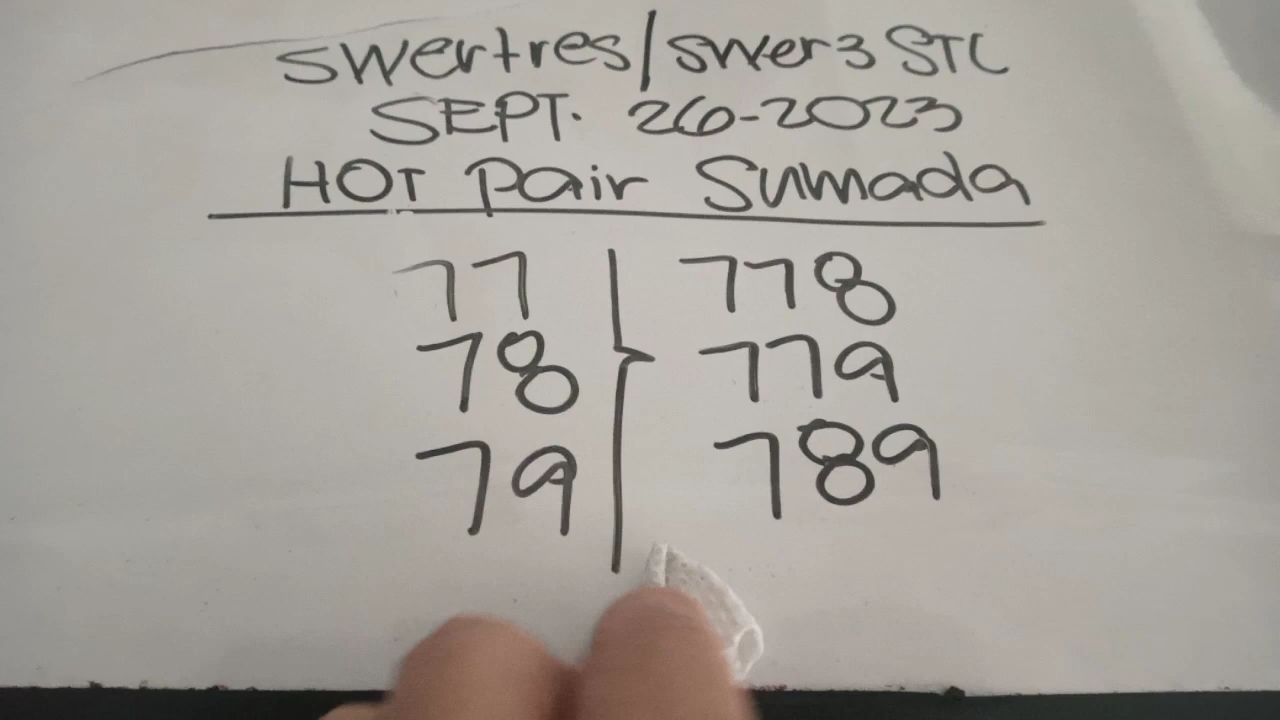 swertres/swer3 STL
SEPT. 26-2023
HOT Pair Sumada
77 778
78 779
79 789